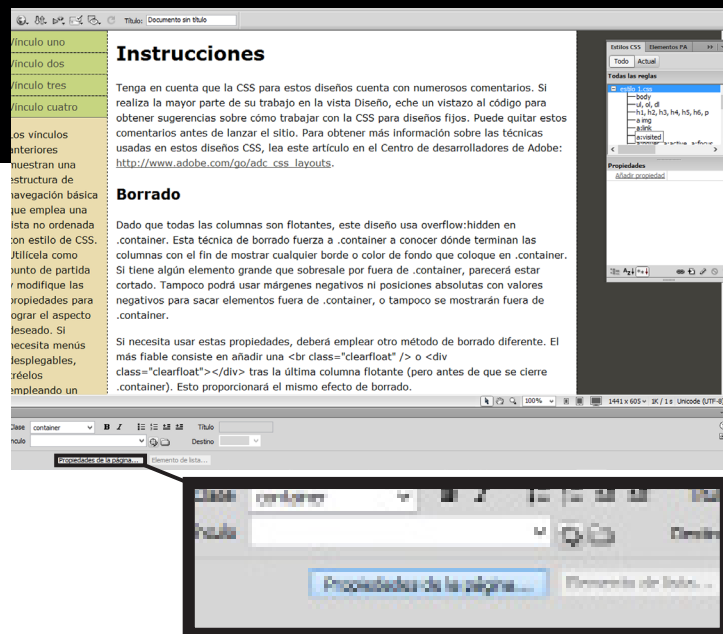 Título: Documento sin título
Vínculo uno
Vínculo dos
Vínculo tres
Vínculo cuatro
Los vínculos
anteriores
muestran una
estructura de
navegación básica
que emplea una
lista no ordenada
con estilo de CSS.
Utilícela como
punto de partida
y modifique las
propiedades para
lograr el aspecto
deseado. Si
necesita menús
desplegables,
créelos
empleando un
Instrucciones
Tenga en cuenta que la CSS para estos diseños cuenta con numerosos comentarios. Si
realiza la mayor parte de su trabajo en la vista Diseño, eche un vistazo al código para
obtener sugerencias sobre cómo trabajar con la CSS para diseños fijos. Puede quitar estos
comentarios antes de lanzar el sitio. Para obtener más información sobre las técnicas
usadas en estos diseños CSS, lea este artículo en el Centro de desarrolladores de Adobe:
http://www.adobe.com/go/adc_css_layouts.
Borrado
Dado que todas las columnas son flotantes, este diseño usa overflow:hidden en
.container. Esta técnica de borrado fuerza a .container a conocer dónde terminan las
columnas con el fin de mostrar cualquier borde o color de fondo que coloque en .container.
Si tiene algún elemento grande que sobresale por fuera de .container, parecerá estar
cortado. Tampoco podrá usar márgenes negativos ni posiciones absolutas con valores
negativos para sacar elementos fuera de .container, o tampoco se mostrarán fuera de
.container.
Si necesita usar estas propiedades, deberá emplear otro método de borrado diferente. El
más fiable consiste en añadir una <br class="clearfloat" /> o <div
class="clearfloat"></div> tras la última columna flotante (pero antes de que se cierre
.container). Esto proporcionará el mismo efecto de borrado.
Estilos CSS Elementos PA
Todo Actual
Todas las reglas
estilo 1.css
body
ul, ol, dl
h1, h2, h3, h4, h5, h6, p
a img
a:link
a:visited
a:hover, a:active, a:focus
Propiedades
Añadir propiedad
100% 1441 x 605 1K / 1 s Unicode (UTF-8)
Clase container B I Título
Vínculo Destino
Propiedades de la página... Elemento de lista...
Clase container B I
Vínculo Destino
Propiedades de la página... Elemento de lista...